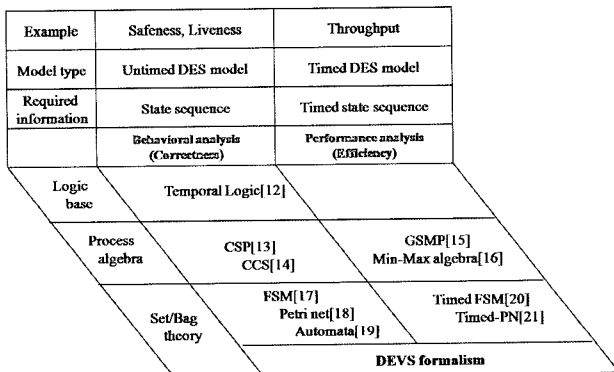 Example Safeness, Liveness Throughput
Model type Untimed DES model Timed DES model
Required information State sequence Timed state sequence
Behavioral analysis (Correctness) Performance analysis (Efficiency)
Logic base Temporal Logic[12]
Process algebra CSP[13] CCS[14] GSMP[15] Min-Max algebra[16]
Set/Bag theory FSM[17] Petri net[18] Automata[19] Timed FSM[20] Timed-PN[21]
DEVS formalism